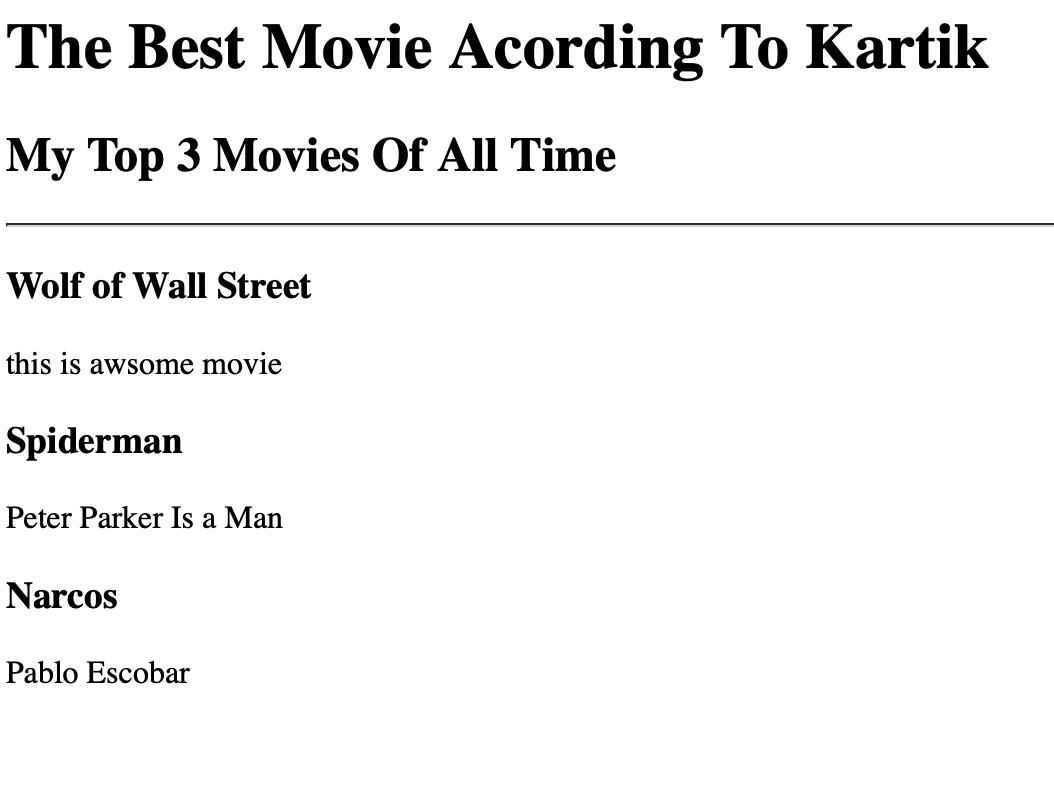 The Best Movie Acording To Kartik
My Top 3 Movies Of All Time
Wolf of Wall Street
this is awsome movie
Spiderman
Peter Parker Is a Man
Narcos
Pablo Escobar